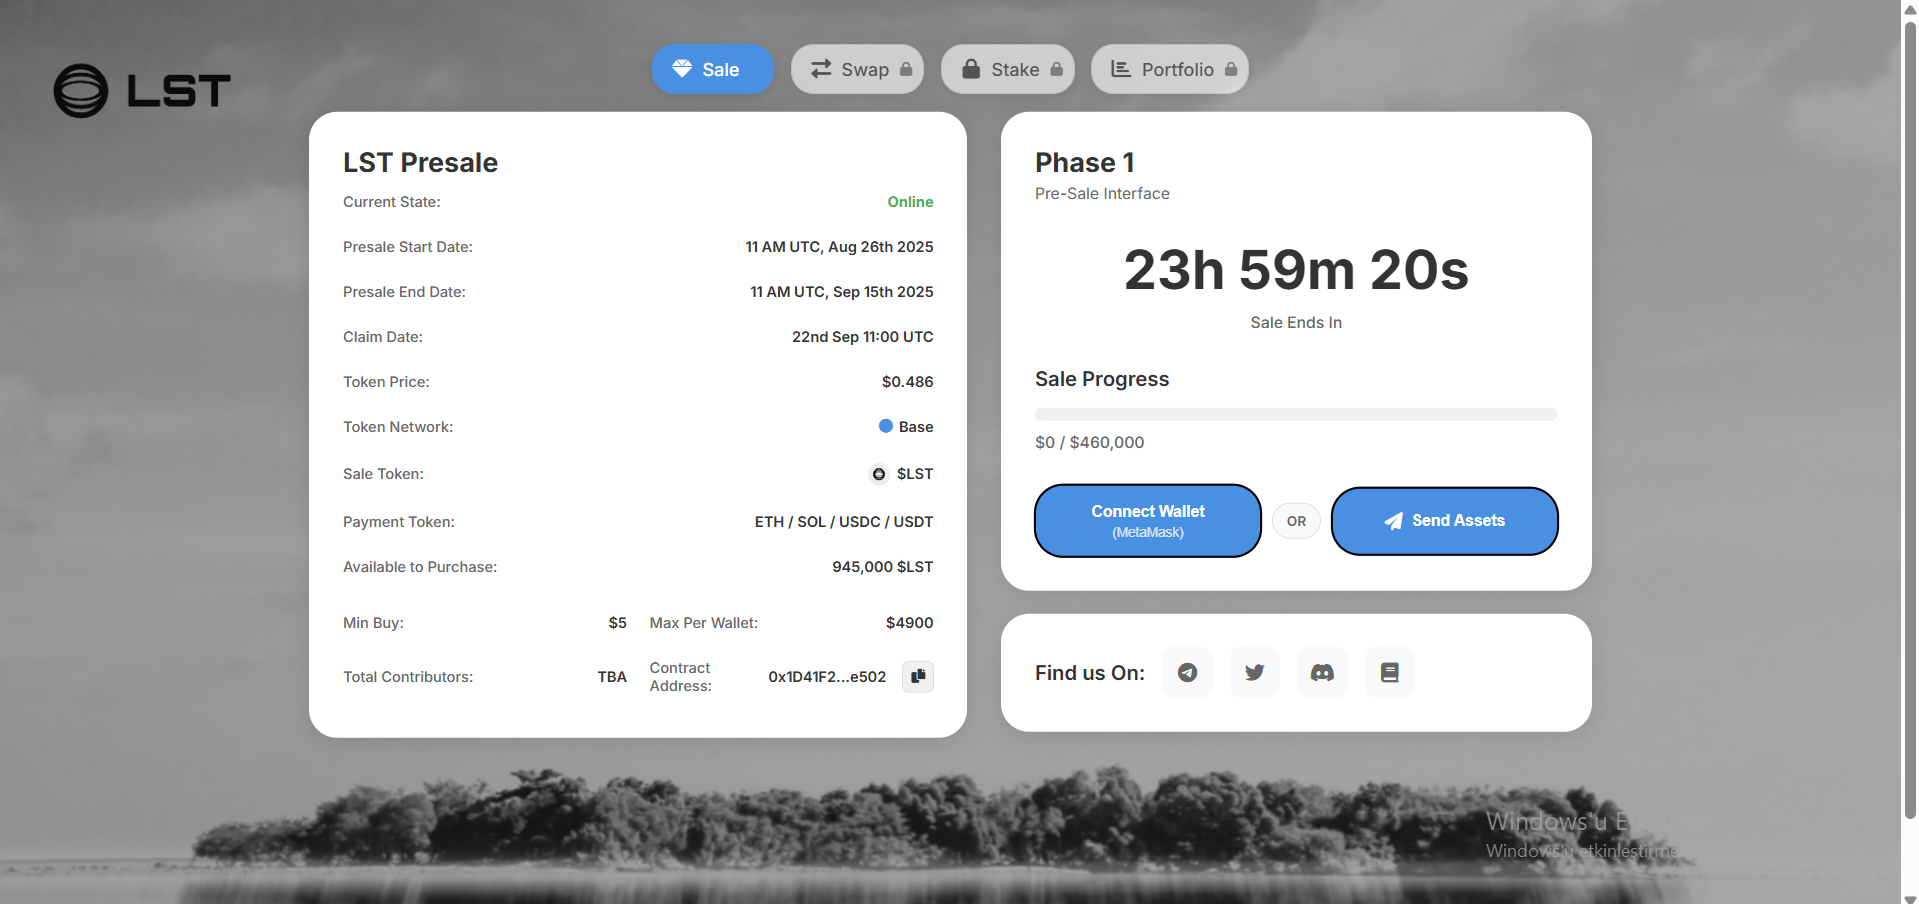 LST
Sale
Swap
Stake
Portfolio
LST Presale
Current State: Online
Presale Start Date: 11 AM UTC, Aug 26th 2025
Presale End Date: 11 AM UTC, Sep 15th 2025
Claim Date: 22nd Sep 11:00 UTC
Token Price: $0.486
Token Network: Base
Sale Token: $LST
Payment Token: ETH / SOL / USDC / USDT
Available to Purchase: 945,000 $LST
Min Buy: $5 Max Per Wallet: $4900
Total Contributors: TBA
Contract
Address: 0x1D41F2...e502
Phase 1
Pre-Sale Interface
23h 59m 20s
Sale Ends In
Sale Progress
$0 / $460,000
Connect Wallet
(MetaMask)
OR
Send Assets
Find us On:
Windows'u
Windows'u etkinleştirme